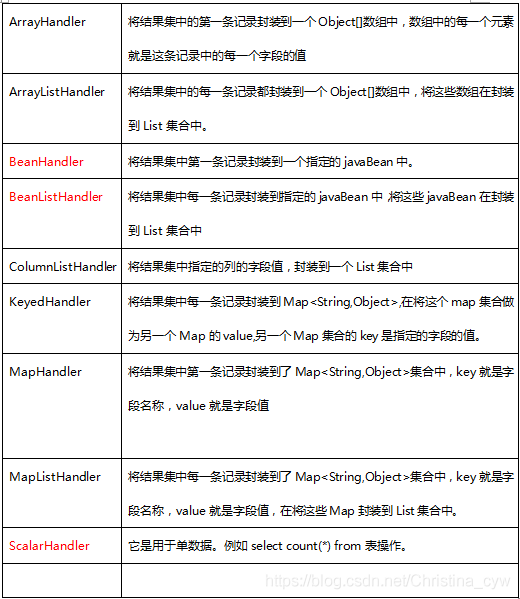 ArrayHandler 将结果集中的第一条记录封装到一个 Object[]数组中，数组中的每一个元素
就是这条记录中的每一个字段的值
ArrayListHandler 将结果集中的每一条记录都封装到一个 Object[]数组中，将这些数组在封装
到 List 集合中。
BeanHandler 将结果集中第一条记录封装到一个指定的 javaBean 中。
BeanListHandler 将结果集中每一条记录封装到指定的 javaBean 中，将这些 javaBean 在封装
到 List 集合中
ColumnListHandler 将结果集中指定的列的字段值，封装到一个 List 集合中
KeyedHandler 将结果集中每一条记录封装到 Map<String,Object>,在将这个 map 集合做
为另一个 Map 的 value,另一个 Map 集合的 key 是指定的字段的值。
MapHandler 将结果集中第一条记录封装到了 Map<String,Object>集合中，key 就是字
段名称，value 就是字段值
MapListHandler 将结果集中每一条记录封装到了 Map<String,Object>集合中，key 就是字
段名称，value 就是字段值，在将这些 Map 封装到 List 集合中。
ScalarHandler 它是用于单数据。例如 select count(*) from 表操作。
https://blog.csdn.net/Christina_cyw